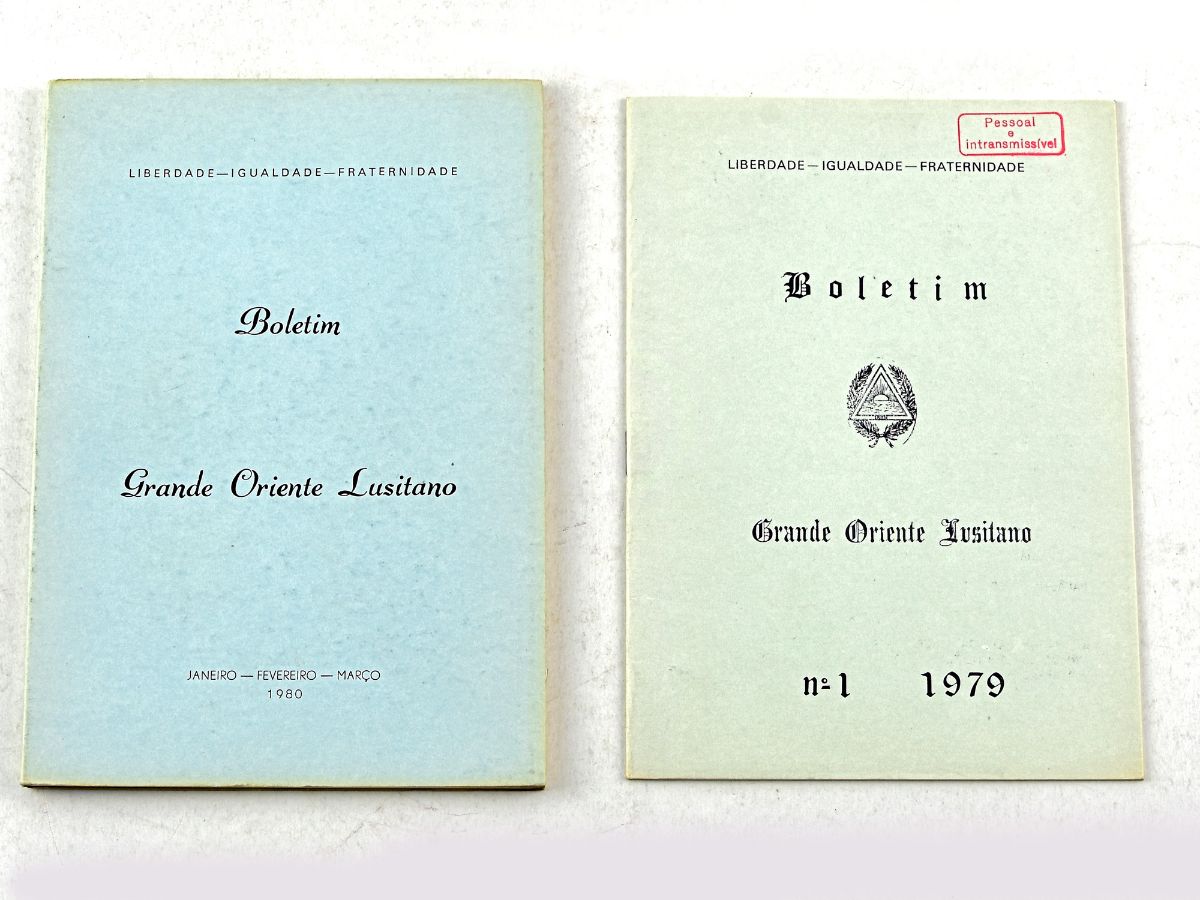 LIBERDADE—IGUALDADE—FRATERNIDADE
Boletim
Grande Oriente Lusitano
JANEIRO — FEVEREIRO — MARÇO
1980
Pessoal
e
intransmissível
LIBERDADE—IGUALDADE—FRATERNIDADE
Boletim
Grande Oriente Lvsitano
nº 1 1979